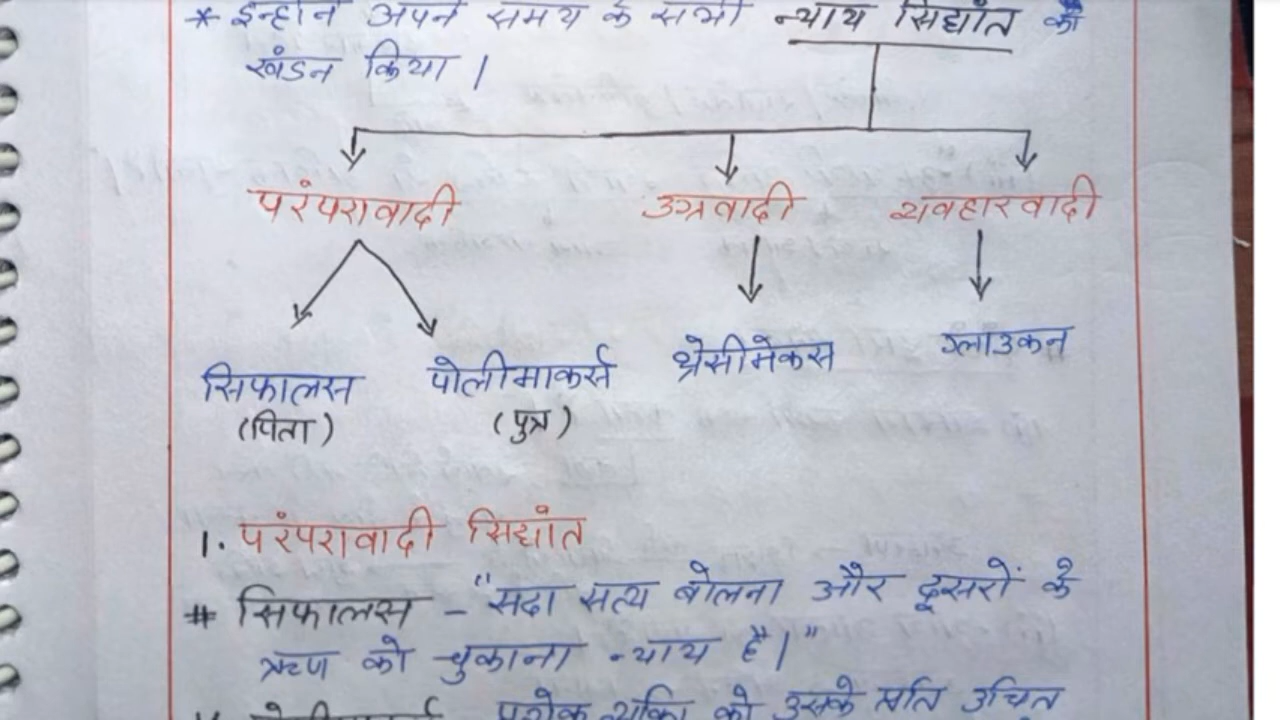 * इन्होने अपने समय के सभी न्याय सिद्यांत को
खंडन किया |
परंपरावादी उग्रवादी व्यवहारवादी
सिफालस पोलीमार्कस थ्रेसीमेकस ग्लाउकन
(पिता) (पुत्र)
1. परंपरावादी सिद्यांत
# सिफालस - "सदा सत्य बोलना और दूसरों के
ऋण को चुकाना न्याय है |"
प्रत्येक व्यक्ति को उसके प्रति उचित